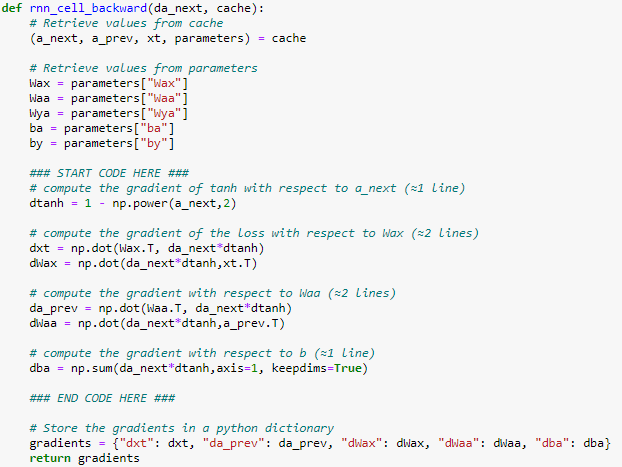 def rnn_cell_backward(da_next, cache):
    # Retrieve values from cache
    (a_next, a_prev, xt, parameters) = cache

    # Retrieve values from parameters
    Wax = parameters["Wax"]
    Waa = parameters["Waa"]
    Wya = parameters["Wya"]
    ba = parameters["ba"]
    by = parameters["by"]

    ### START CODE HERE ###
    # compute the gradient of tanh with respect to a_next (≈1 line)
    dtanh = 1 - np.power(a_next,2)

    # compute the gradient of the loss with respect to Wax (≈2 lines)
    dxt = np.dot(Wax.T, da_next*dtanh)
    dWax = np.dot(da_next*dtanh,xt.T)

    # compute the gradient with respect to Waa (≈2 lines)
    da_prev = np.dot(Waa.T, da_next*dtanh)
    dWaa = np.dot(da_next*dtanh,a_prev.T)

    # compute the gradient with respect to b (≈1 line)
    dba = np.sum(da_next*dtanh,axis=1, keepdims=True)

    ### END CODE HERE ###

    # Store the gradients in a python dictionary
    gradients = {"dxt": dxt, "da_prev": da_prev, "dWax": dWax, "dWaa": dWaa, "dba": dba}
    return gradients